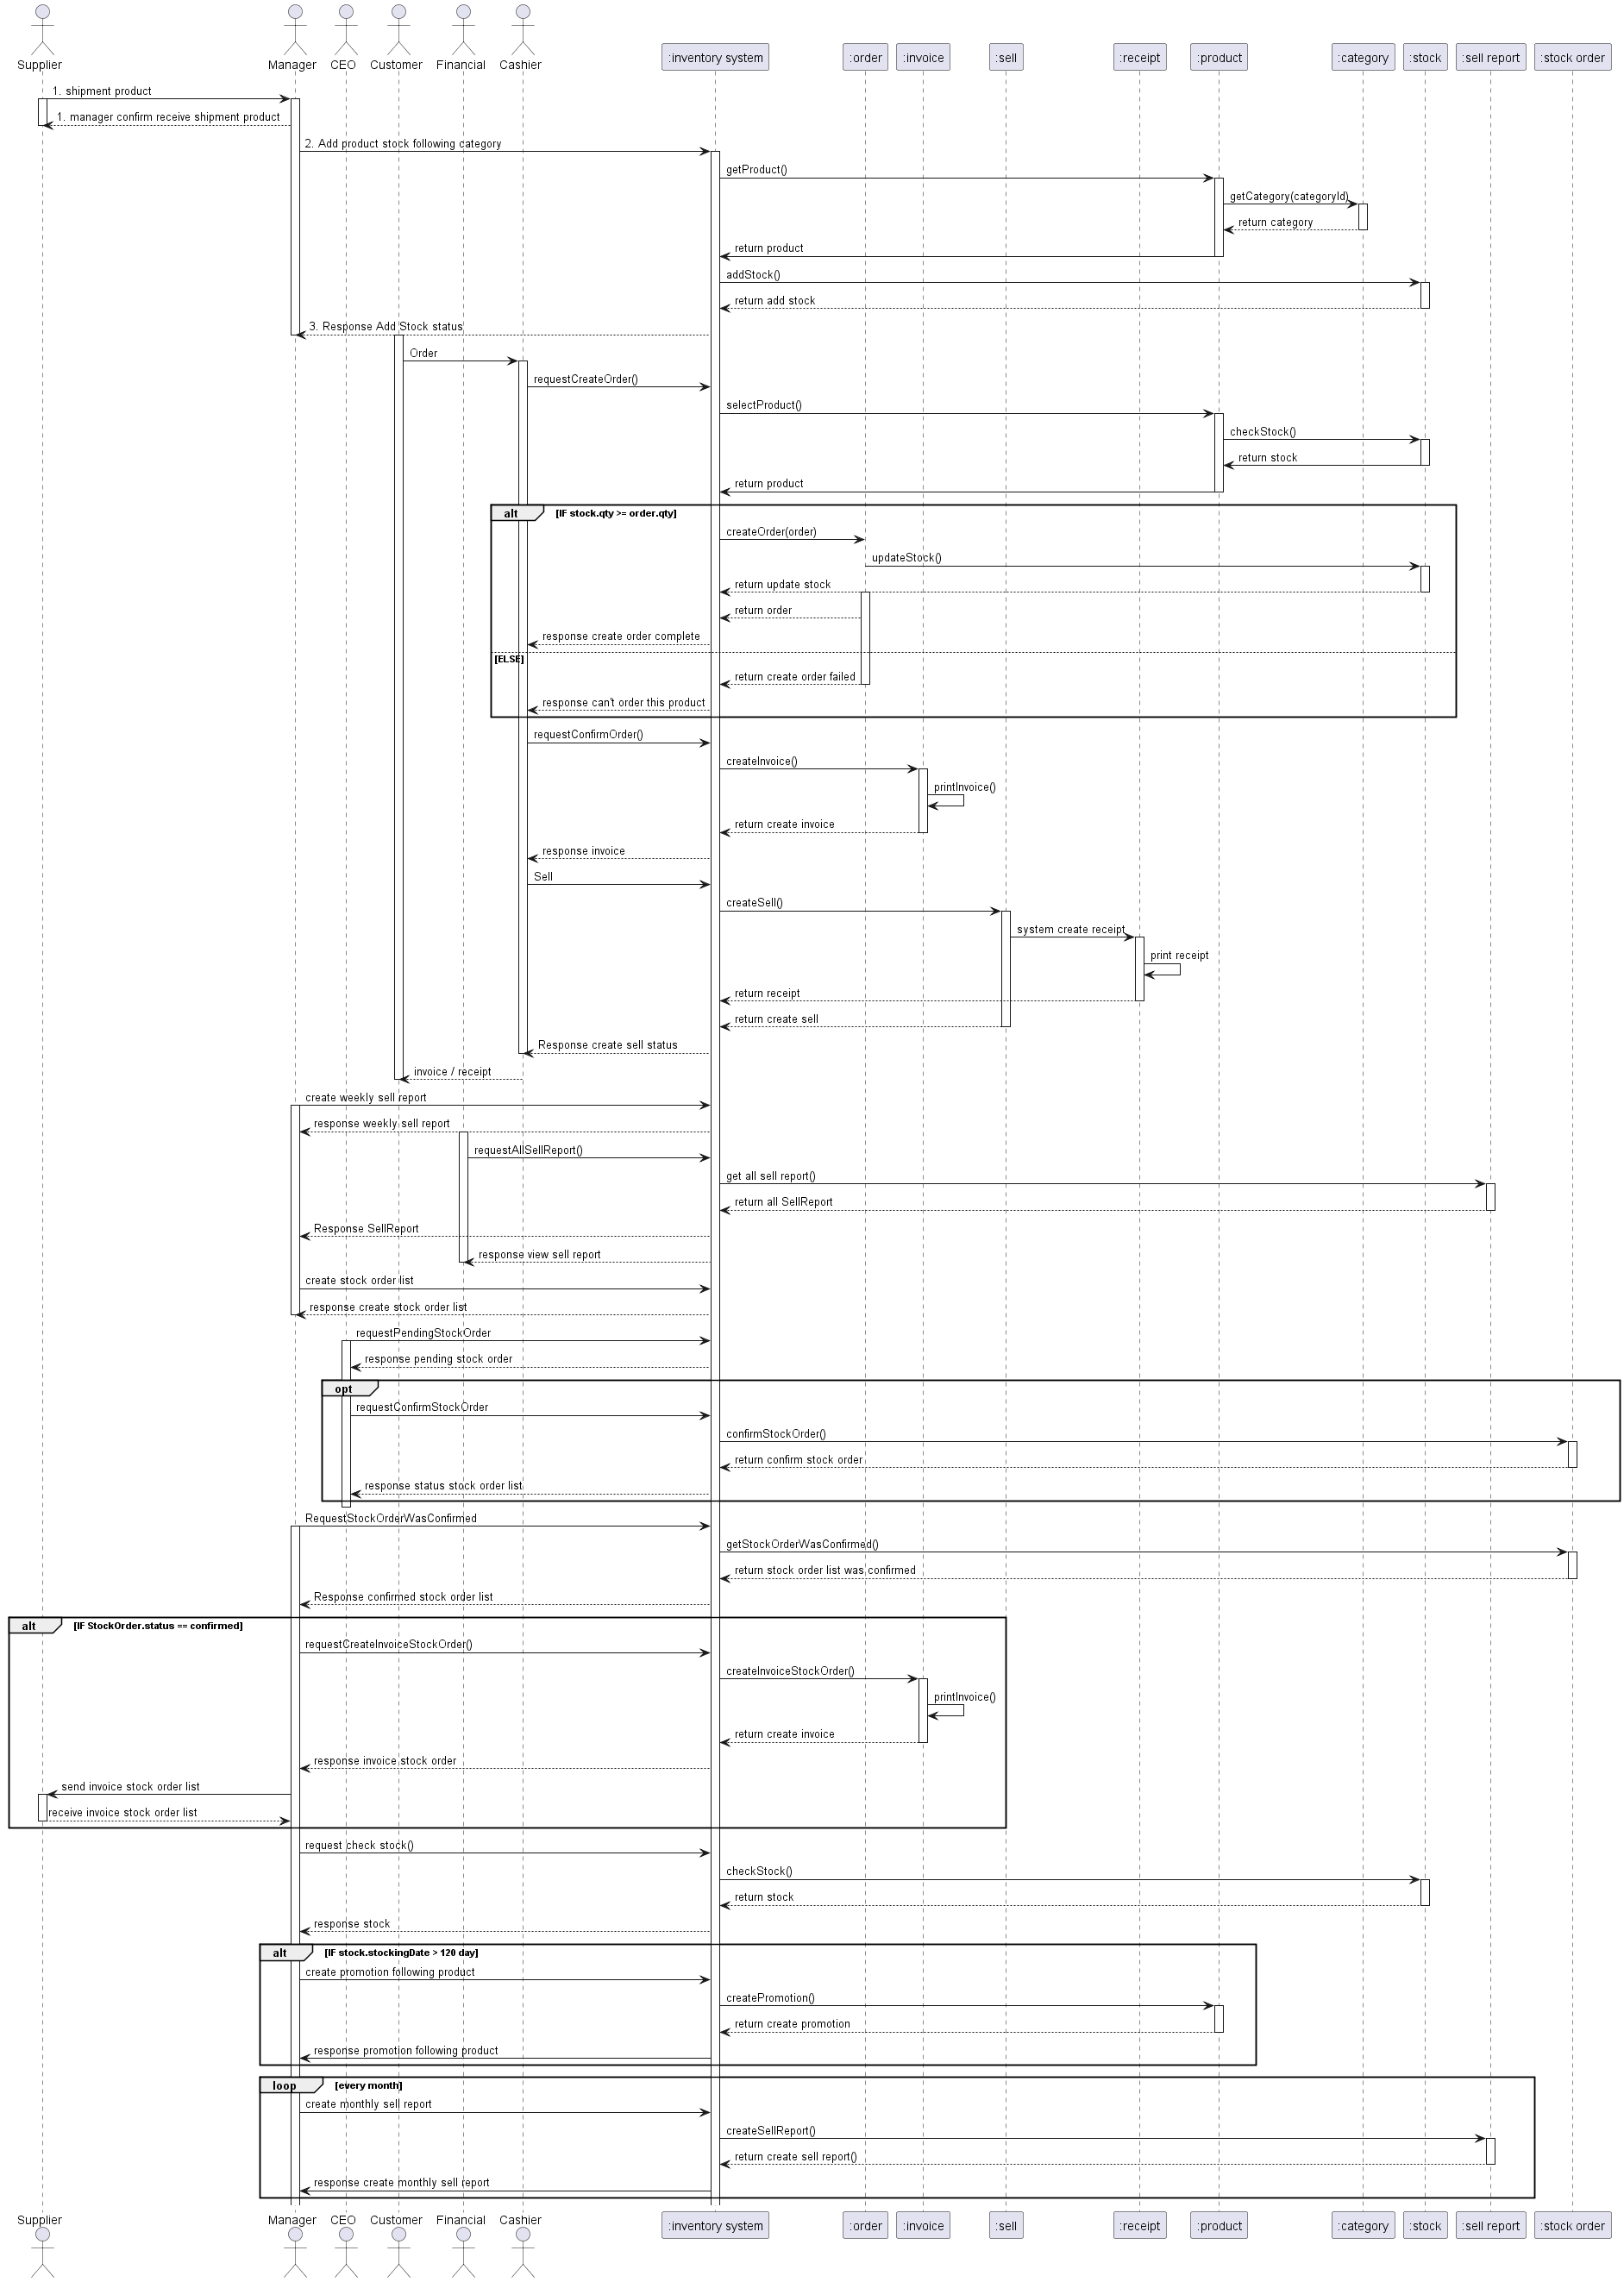 Supplier Manager CEO Customer Financial Cashier :inventory system :order :invoice :sell :receipt :product :category :stock :sell report :stock order
1. shipment product
1. manager confirm receive shipment product
2. Add product stock following category
getProduct()
getCategory(categoryId)
return category
return product
addStock()
return add stock
3. Response Add Stock status
Order
requestCreateOrder()
selectProduct()
checkStock()
return stock
return product
alt [IF stock.qty >= order.qty]
createOrder(order)
updateStock()
return update stock
return order
response create order complete
[ELSE]
return create order failed
response can't order this product
requestConfirmOrder()
createInvoice()
printInvoice()
return create invoice
response invoice
Sell
createSell()
system create receipt
print receipt
return receipt
return create sell
Response create sell status
invoice / receipt
create weekly sell report
response weekly sell report
requestAllSellReport()
get all sell report()
return all SellReport
Response SellReport
response view sell report
create stock order list
response create stock order list
requestPendingStockOrder
response pending stock order
opt
requestConfirmStockOrder
confirmStockOrder()
return confirm stock order
response status stock order list
RequestStockOrderWasConfirmed
getStockOrderWasConfirmed()
return stock order list was confirmed
Response confirmed stock order list
alt [IF StockOrder.status == confirmed]
requestCreateInvoiceStockOrder()
createInvoiceStockOrder()
printInvoice()
return create invoice
response invoice stock order
send invoice stock order list
receive invoice stock order list
request check stock()
checkStock()
return stock
response stock
alt [IF stock.stockingDate > 120 day]
create promotion following product
createPromotion()
return create promotion
response promotion following product
loop [every month]
create monthly sell report
createSellReport()
return create sell report()
response create monthly sell report
Supplier Manager CEO Customer Financial Cashier :inventory system :order :invoice :sell :receipt :product :category :stock :sell report :stock order